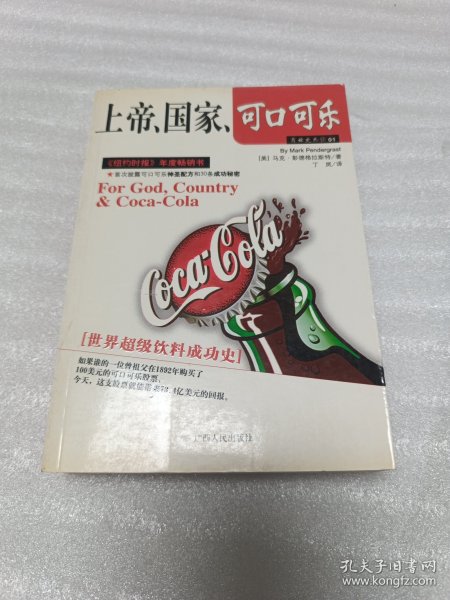 上帝、国家、可口可乐
By Mark Pendergrast
[美] 马克·彭德格拉斯特/著
丁 岚/译
《纽约时报》年度畅销书
★首次披露可口可乐神圣配方和30条成功秘密
For God, Country
& Coca-Cola
Coca-Cola
[世界超级饮料成功史]
如果谁的一位曾祖父在1892年购买了
100美元的可口可乐股票,
今天,这支股票就能带来
亿美元的回报。
广西人民出版社
孔夫子旧书网
www.kongfz.com